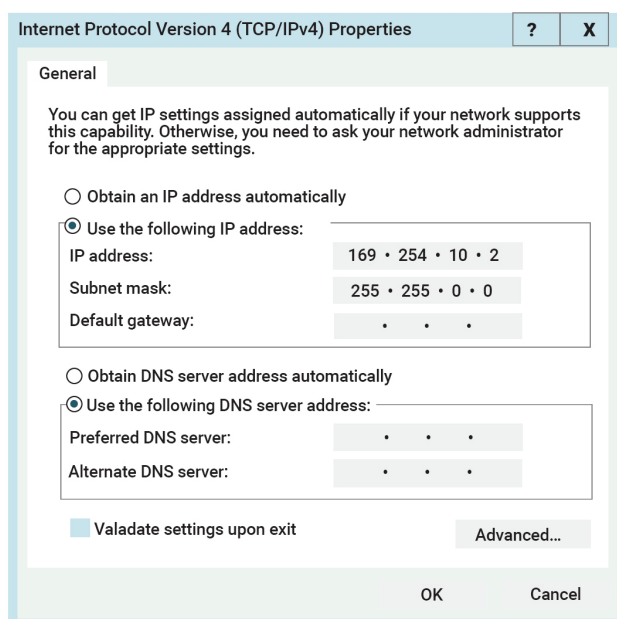 Internet Protocol Version 4 (TCP/IPv4) Properties ? X
General
You can get IP settings assigned automatically if your network supports
this capability. Otherwise, you need to ask your network administrator
for the appropriate settings.
Obtain an IP address automatically
Use the following IP address:
IP address: 169 • 254 • 10 • 2
Subnet mask: 255 • 255 • 0 • 0
Default gateway: • • •
Obtain DNS server address automatically
Use the following DNS server address:
Preferred DNS server: • • •
Alternate DNS server: • • •
Valadate settings upon exit
Advanced...
OK Cancel